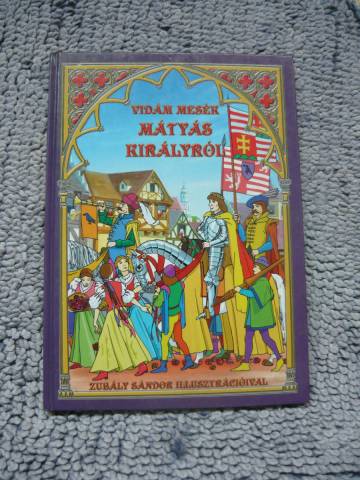 VIDÁM MESÉK
MÁTYÁS
KIRÁLYRÓL
ZUBÁLY SÁNDOR ILLUSZTRÁCIÓIVAL